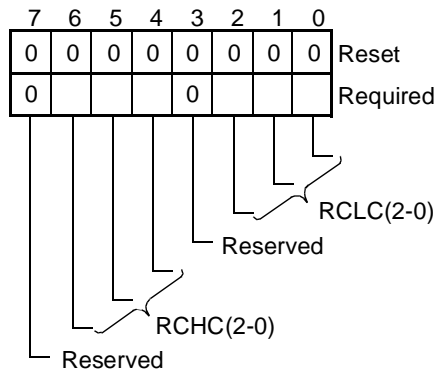 7 6 5 4 3 2 1 0
0 0 0 0 0 0 0 0 Reset
0 0 Required
RCLC(2-0)
Reserved
RCHC(2-0)
Reserved